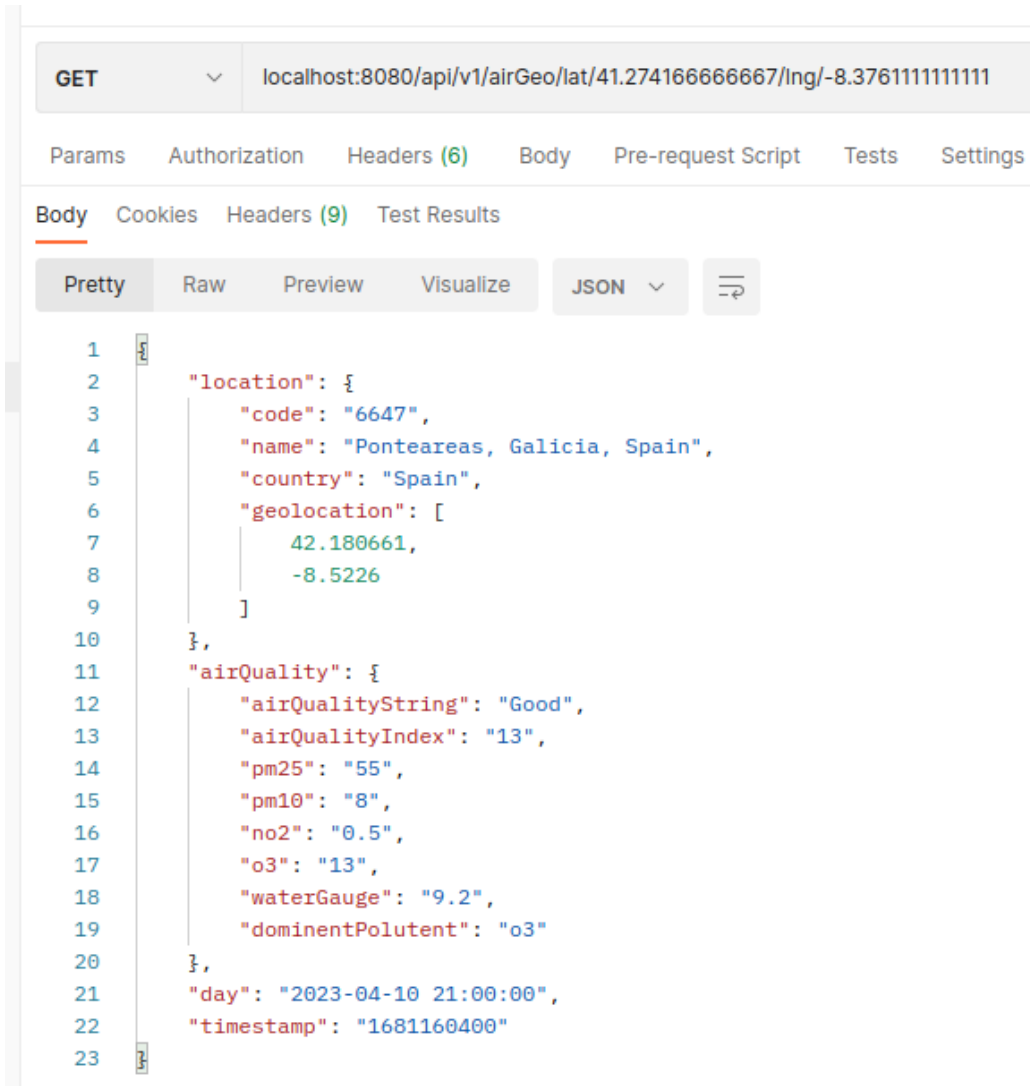 GET localhost:8080/api/v1/airGeo/lat/41.274166666667/lng/-8.3761111111111
Params Authorization Headers (6) Body Pre-request Script Tests Settings
Body Cookies Headers (9) Test Results
Pretty Raw Preview Visualize JSON
1 {
2 "location": {
3 "code": "6647",
4 "name": "Ponteareas, Galicia, Spain",
5 "country": "Spain",
6 "geolocation": [
7 42.180661,
8 -8.5226
9 ]
10 },
11 "airQuality": {
12 "airQualityString": "Good",
13 "airQualityIndex": "13",
14 "pm25": "55",
15 "pm10": "8",
16 "no2": "0.5",
17 "o3": "13",
18 "waterGauge": "9.2",
19 "dominentPolutent": "o3"
20 },
21 "day": "2023-04-10 21:00:00",
22 "timestamp": "1681160400"
23 }